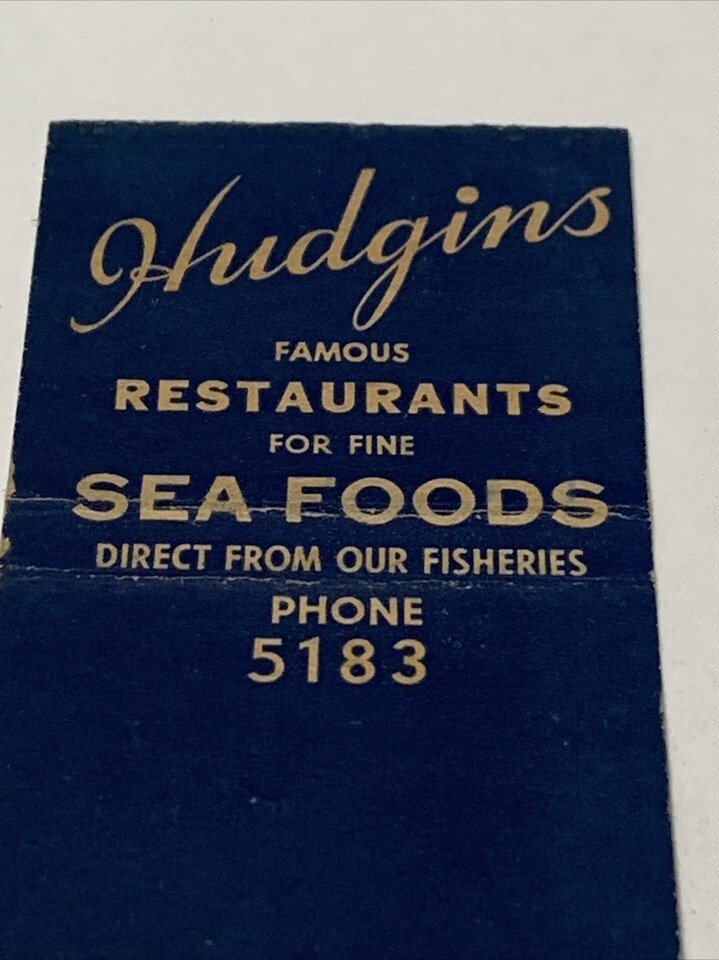 Hudgins
FAMOUS
RESTAURANTS
FOR FINE
SEA FOODS
DIRECT FROM OUR FISHERIES
PHONE
5183